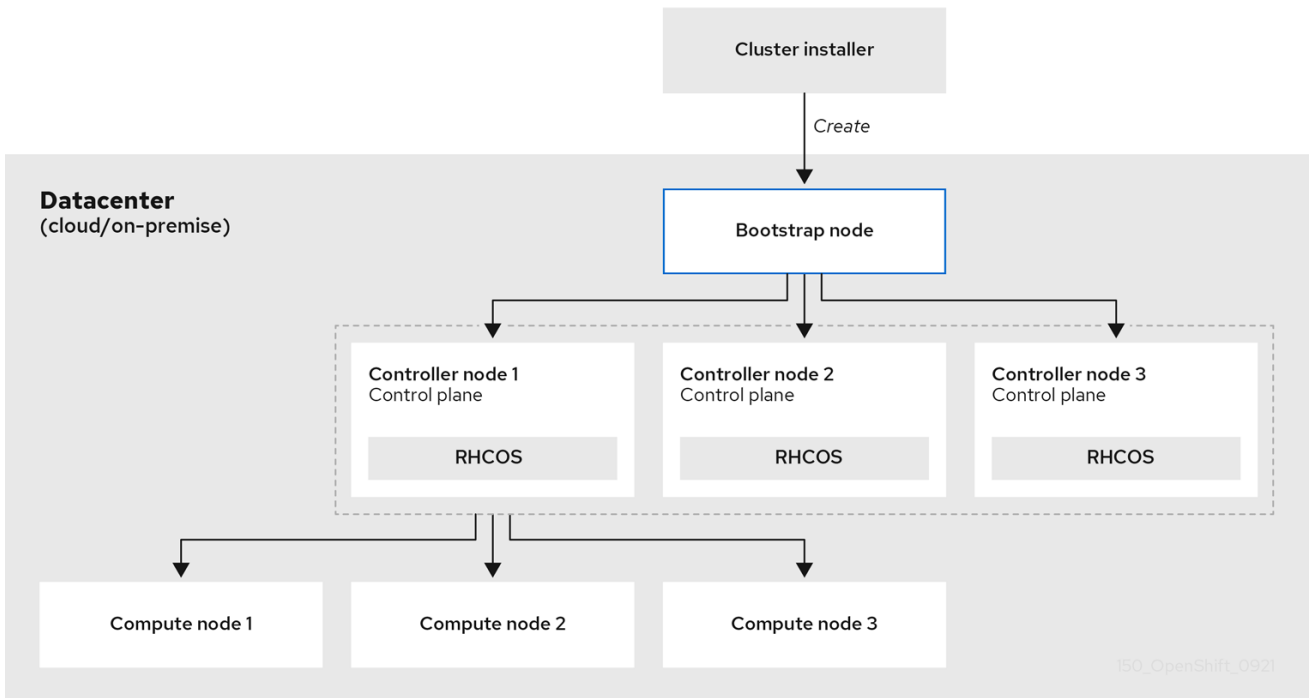 Cluster installer
Create
Datacenter
(cloud/on-premise)
Bootstrap node
Controller node 1
Control plane
RHCOS
Controller node 2
Control plane
RHCOS
Controller node 3
Control plane
RHCOS
Compute node 1
Compute node 2
Compute node 3
150_OpenShift_0921